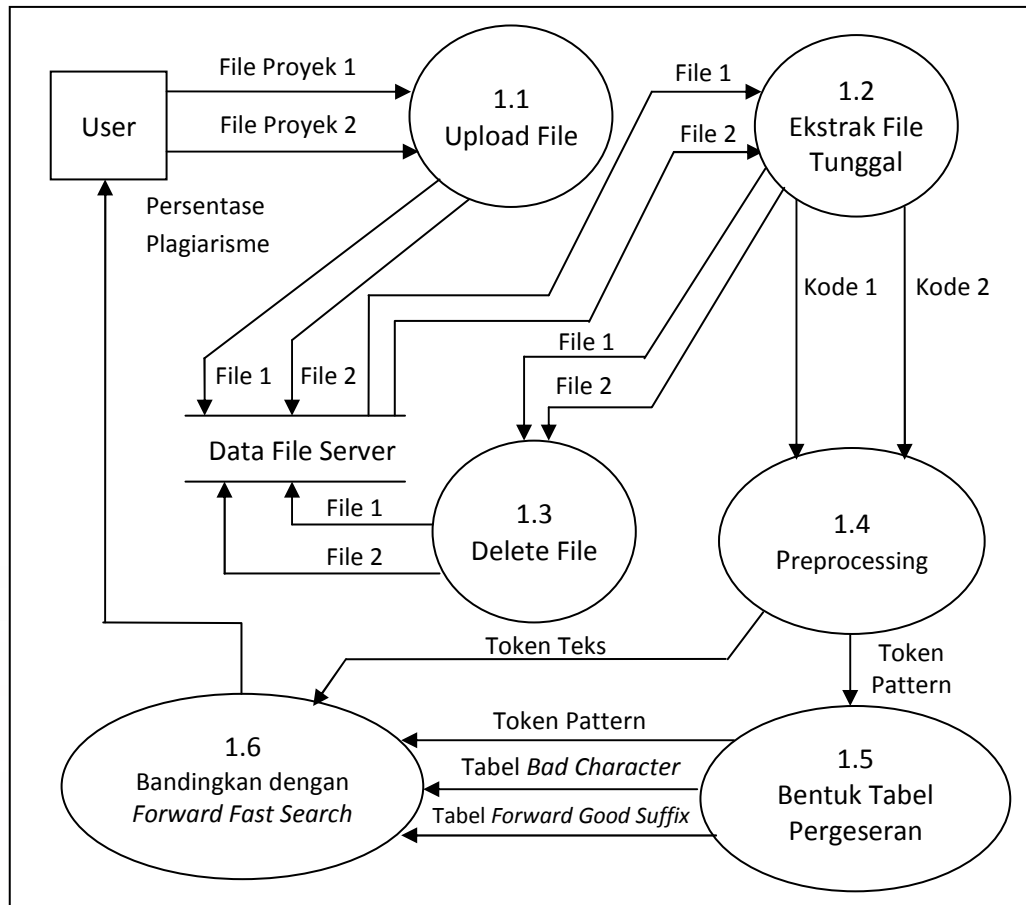 File Proyek 1
File Proyek 2
User
1.1
Upload File
File 1
File 2
1.2
Ekstrak File
Tunggal
Persentase
Plagiarisme
Kode 1
Kode 2
File 1
File 2
File 1
File 2
Data File Server
File 1
File 2
1.3
Delete File
1.4
Preprocessing
Token Teks
Token
Pattern
1.6
Bandingkan dengan
Forward Fast Search
Token Pattern
Tabel Bad Character
Tabel Forward Good Suffix
1.5
Bentuk Tabel
Pergeseran